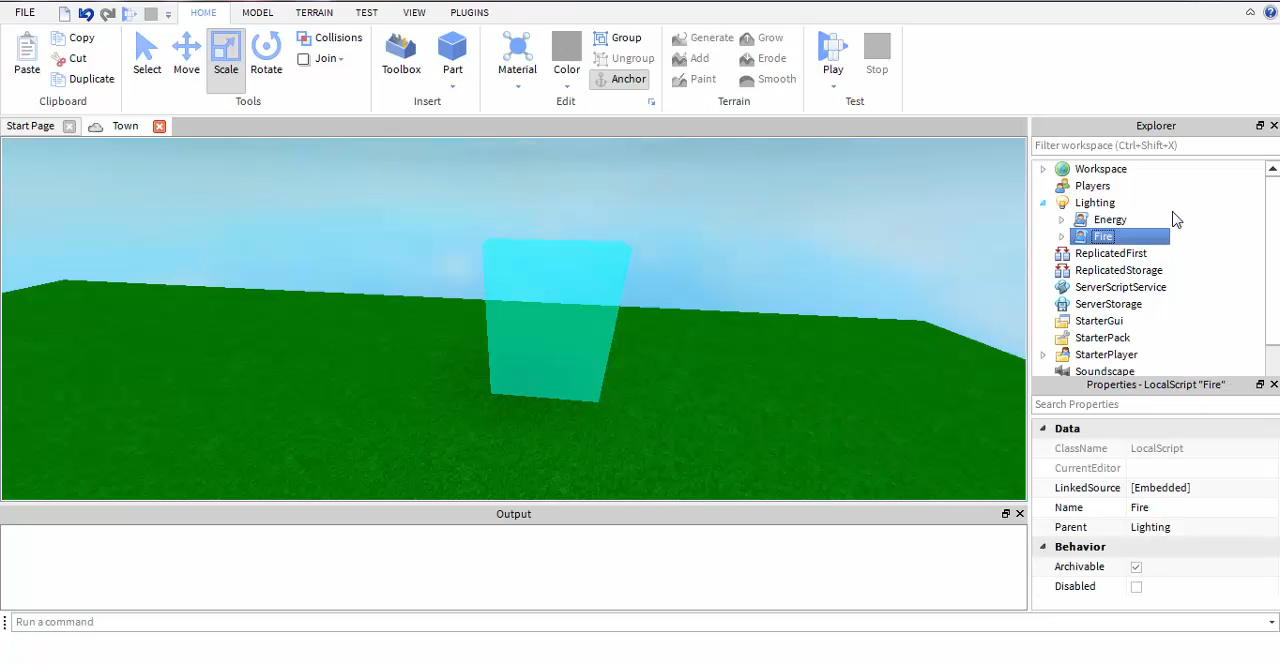 FILE HOME MODEL TERRAIN TEST VIEW PLUGINS
Paste Copy Cut Duplicate Clipboard
Select Move Scale Rotate Collisions Join Tools
Toolbox Part Insert
Material Color Group Ungroup Anchor Edit
Generate Add Paint Grow Erode Smooth Terrain
Play Stop Test
Start Page Town
Explorer
Filter workspace (Ctrl+Shift+X)
Workspace
Players
Lighting
Energy
Fire
ReplicatedFirst
ReplicatedStorage
ServerScriptService
ServerStorage
StarterGui
StarterPack
StarterPlayer
Soundscape
Properties - LocalScript "Fire"
Search Properties
Data
ClassName LocalScript
CurrentEditor
LinkedSource [Embedded]
Name Fire
Parent Lighting
Behavior
Archivable
Disabled
Output
Run a command